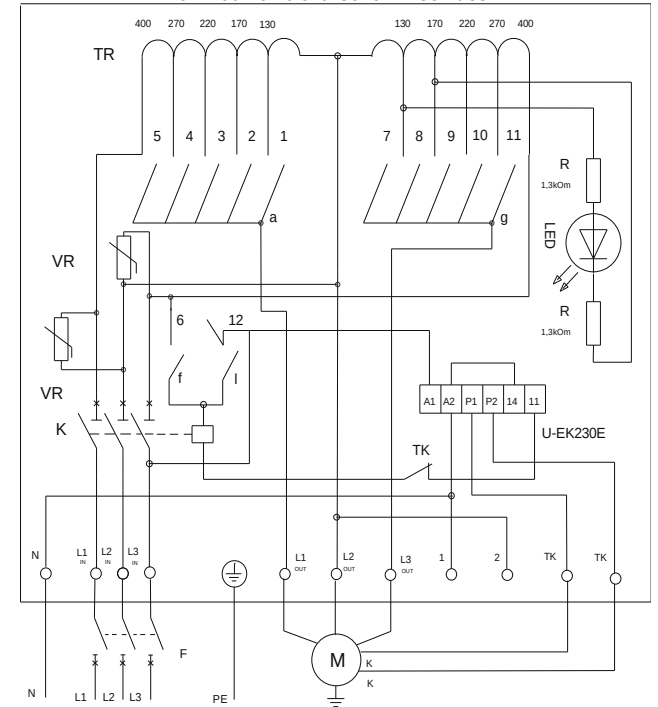 400 270 220 170 130 130 170 220 270 400
TR
5 4 3 2 1 7 8 9 10 11
R
1,3kOm
a g
LED
VR
6 12
R
1,3kOm
f l
VR
A1 A2 P1 P2 14 11
K
U-EK230E
TK
N L1 IN L2 IN L3 IN L1 OUT L2 OUT L3 OUT 1 2 TK TK
F
M K
K
N L1 L2 L3 PE